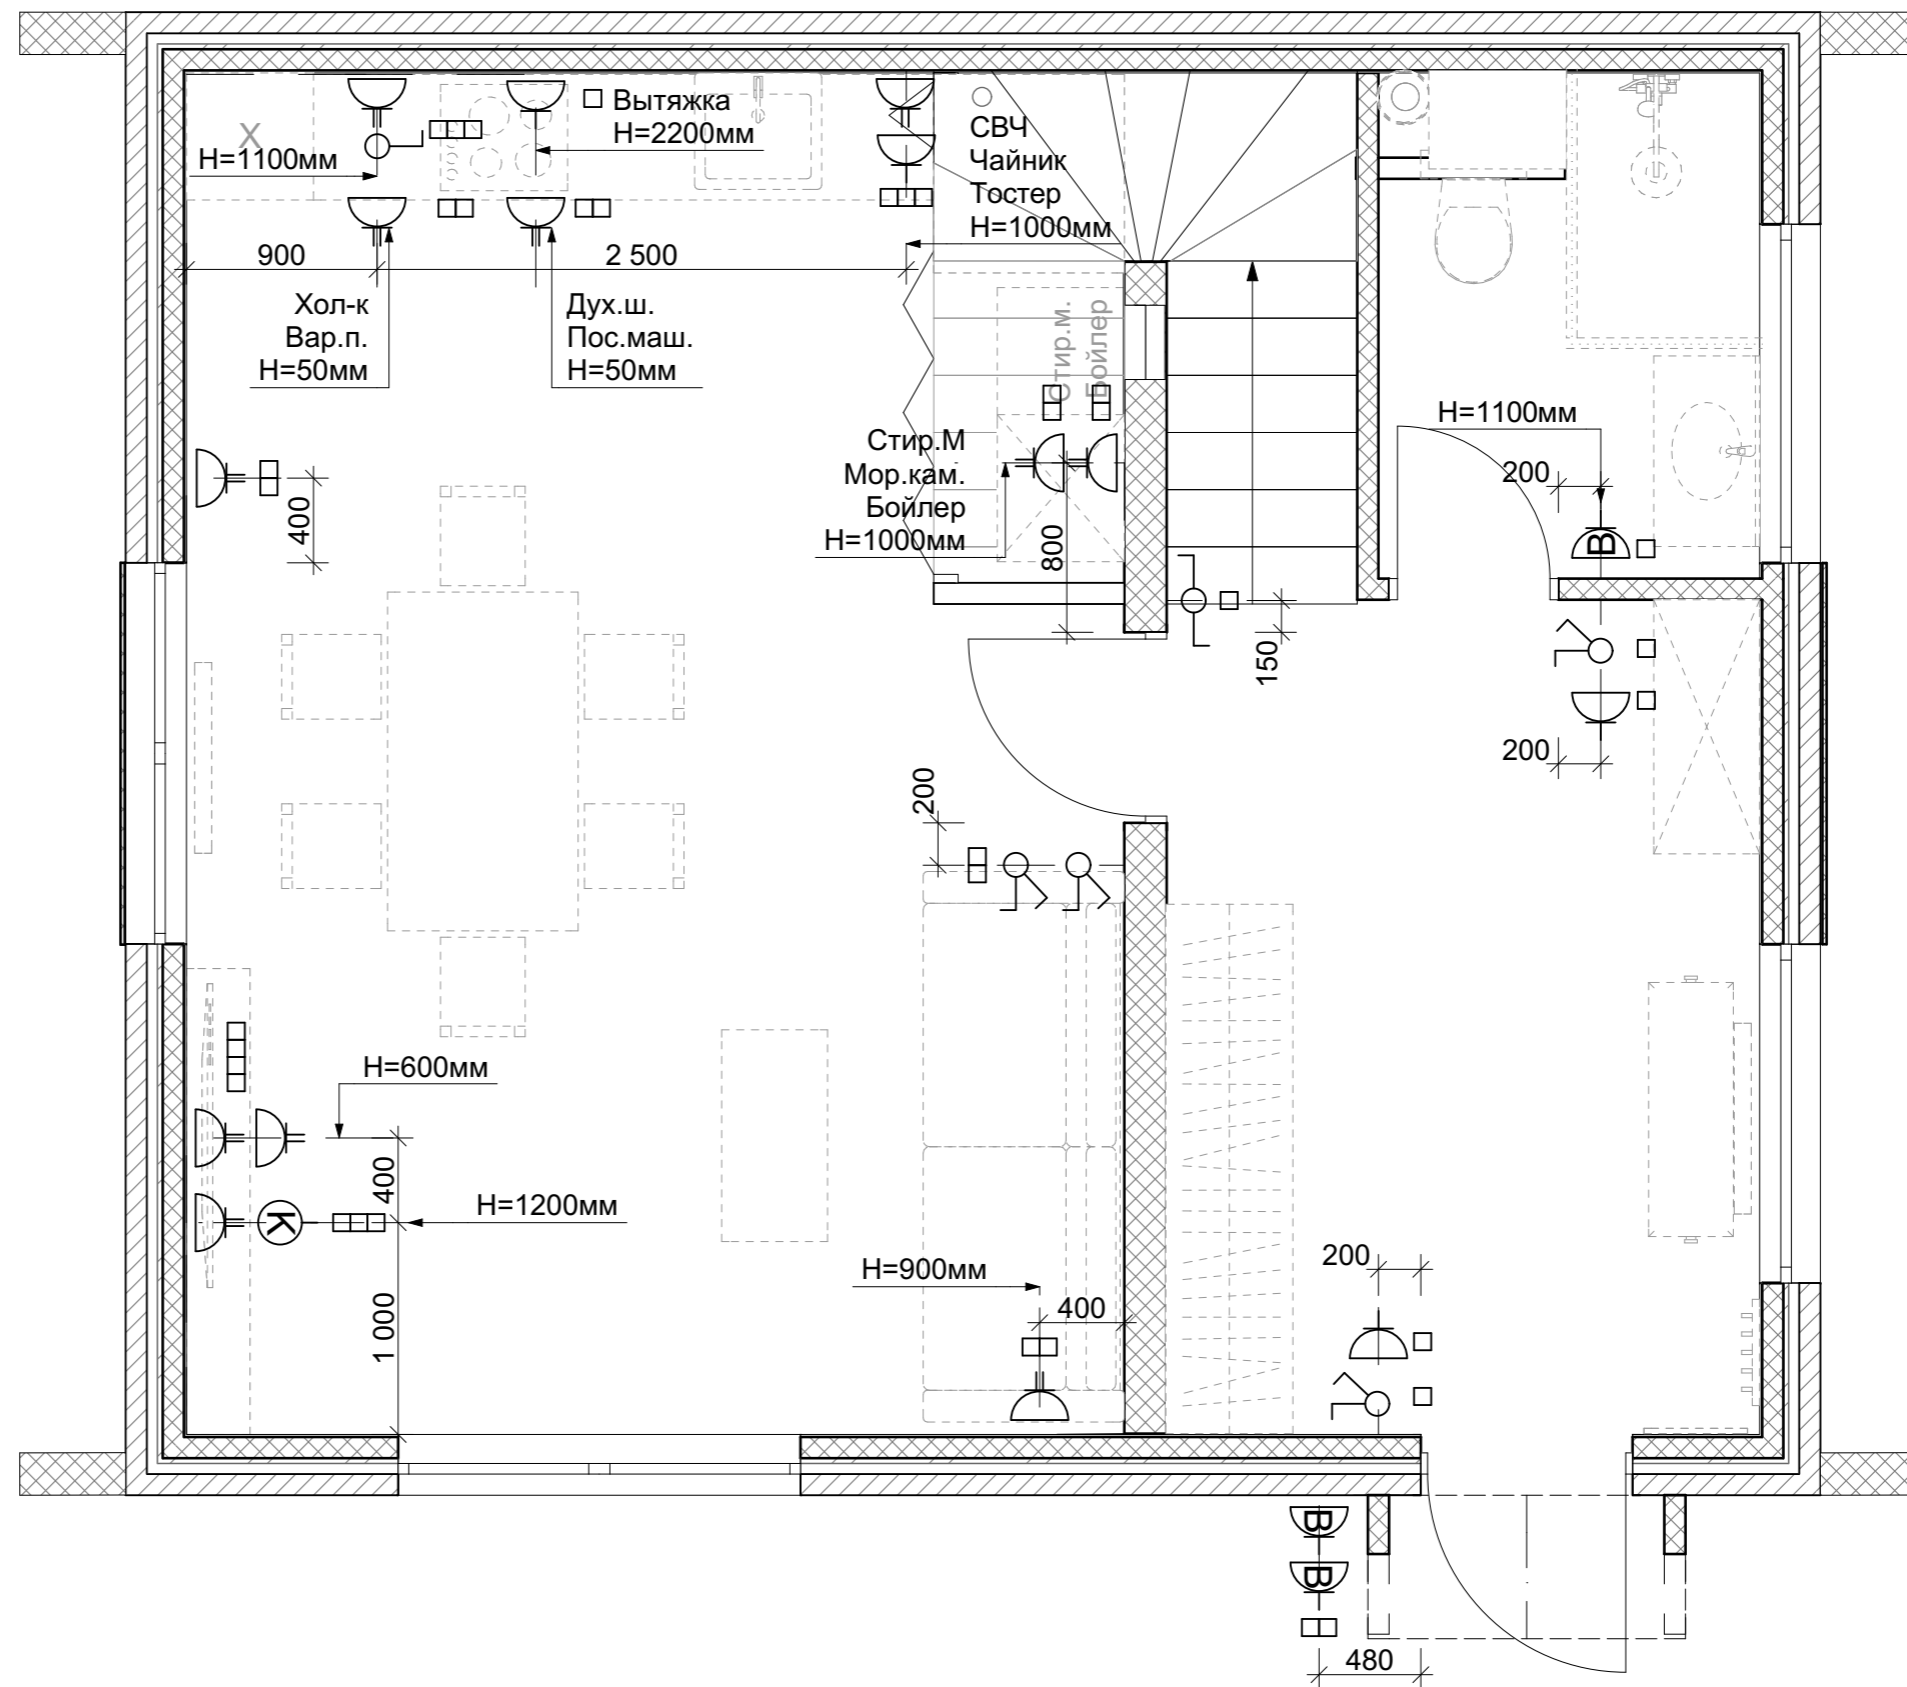 Х
Вытяжка
H=2200мм
H=1100мм
СВЧ
Чайник
Тостер
H=1000мм
900
2 500
Хол-к
Вар.п.
H=50мм
Дух.ш.
Пос.маш.
H=50мм
Стир.м.
Бойлер
H=1100мм
Стир.М
Мор.кам.
Бойлер
H=1000мм
400
800
200
В
150
200
200
H=600мм
400
H=1200мм
К
1 000
H=900мм
400
200
В
В
480